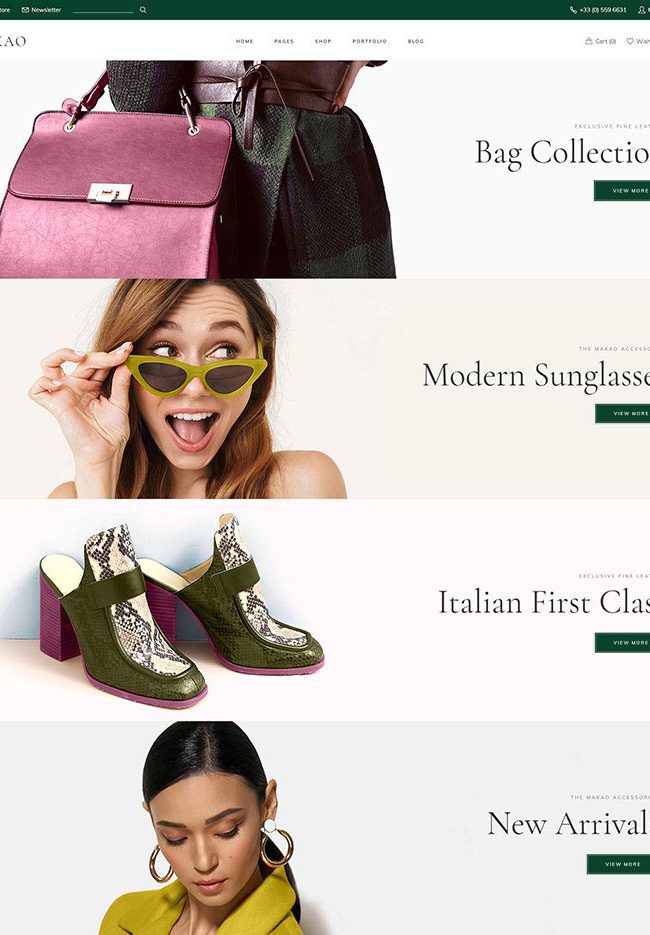 tore Newsletter +33 (0) 559 6631
KAO HOME PAGES SHOP PORTFOLIO BLOG Cart (0) Wish
EXCLUSIVE FINE LEAT
Bag Collectio
VIEW MORE
THE MAKAO ACCESSO
Modern Sunglasse
VIEW MORE
EXCLUSIVE FINE LEAT
Italian First Clas
VIEW MORE
THE MAKAO ACCESSOR
New Arrival
VIEW MORE